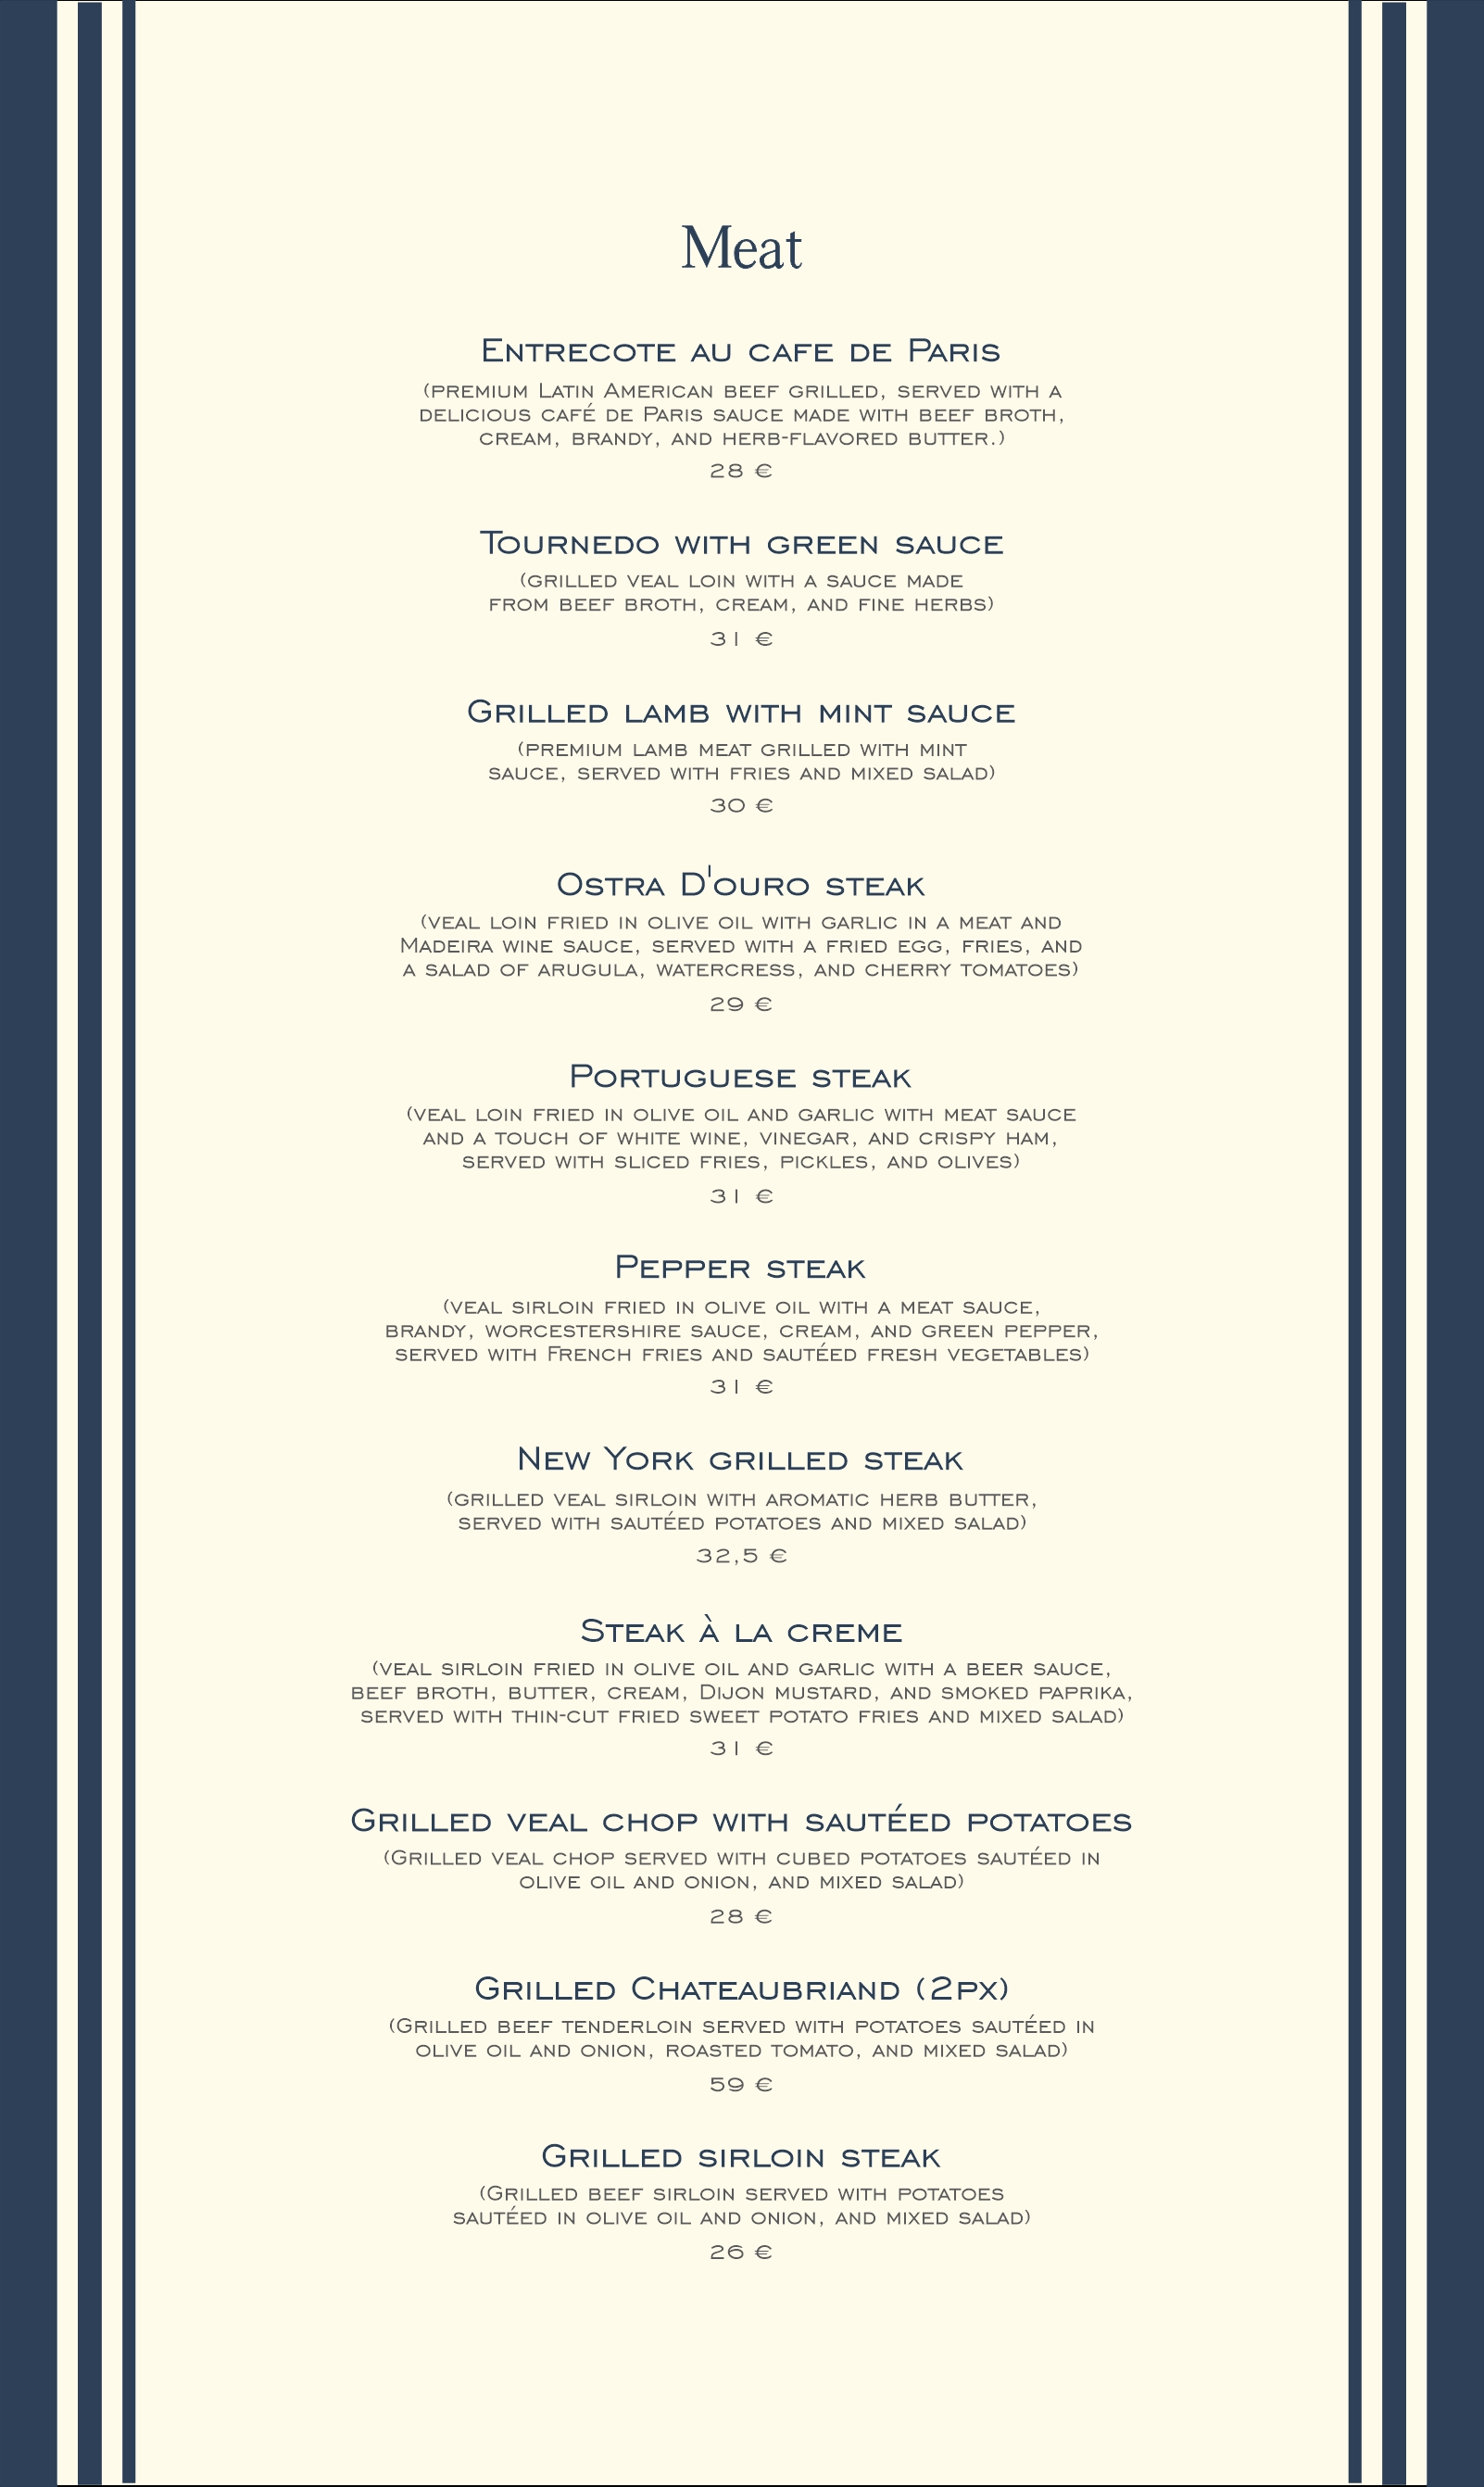 Meat
Entrecote au cafe de Paris
(premium Latin American beef grilled, served with a
delicious café de Paris sauce made with beef broth,
cream, brandy, and herb-flavored butter.)
28 €
Tournedo with green sauce
(grilled veal loin with a sauce made
from beef broth, cream, and fine herbs)
31 €
Grilled lamb with mint sauce
(premium lamb meat grilled with mint
sauce, served with fries and mixed salad)
30 €
Ostra D'ouro steak
(veal loin fried in olive oil with garlic in a meat and
Madeira wine sauce, served with a fried egg, fries, and
a salad of arugula, watercress, and cherry tomatoes)
29 €
Portuguese steak
(veal loin fried in olive oil and garlic with meat sauce
and a touch of white wine, vinegar, and crispy ham,
served with sliced fries, pickles, and olives)
31 €
Pepper steak
(veal sirloin fried in olive oil with a meat sauce,
brandy, worcestershire sauce, cream, and green pepper,
served with French fries and sautéed fresh vegetables)
31 €
New York grilled steak
(grilled veal sirloin with aromatic herb butter,
served with sautéed potatoes and mixed salad)
32,5 €
Steak à la creme
(veal sirloin fried in olive oil and garlic with a beer sauce,
beef broth, butter, cream, Dijon mustard, and smoked paprika,
served with thin-cut fried sweet potato fries and mixed salad)
31 €
Grilled veal chop with sautéed potatoes
(Grilled veal chop served with cubed potatoes sautéed in
olive oil and onion, and mixed salad)
28 €
Grilled Chateaubriand (2px)
(Grilled beef tenderloin served with potatoes sautéed in
olive oil and onion, roasted tomato, and mixed salad)
59 €
Grilled sirloin steak
(Grilled beef sirloin served with potatoes
sautéed in olive oil and onion, and mixed salad)
26 €